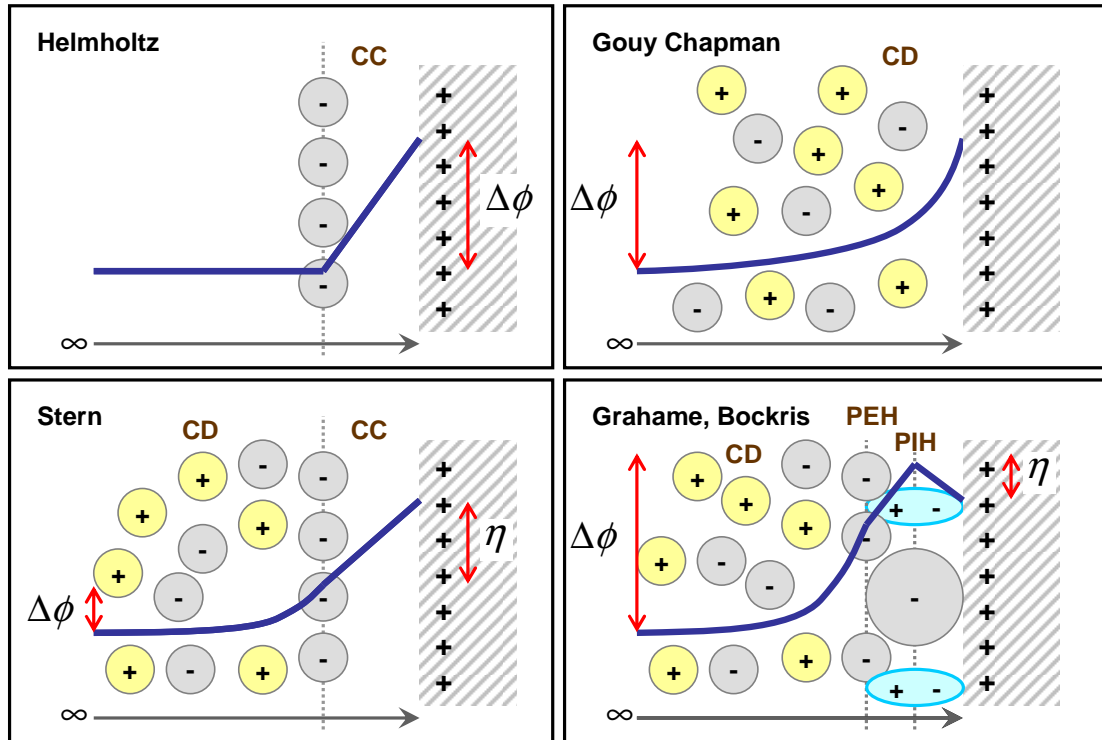 Helmholtz
CC
Δϕ
∞
- - - -
+ + + + + + +
Gouy Chapman
CD
Δϕ
∞
+ + - - + + + - + + - -
+ + + + + + +
Stern
CD
CC
Δϕ
η
∞
+ - - + + - + - - - + - + -
+ + + + + + +
Grahame, Bockris
PEH
PIH
CD
Δϕ
η
∞
- - + + + - + + - - - - + - + - + -
+ + + + + + +